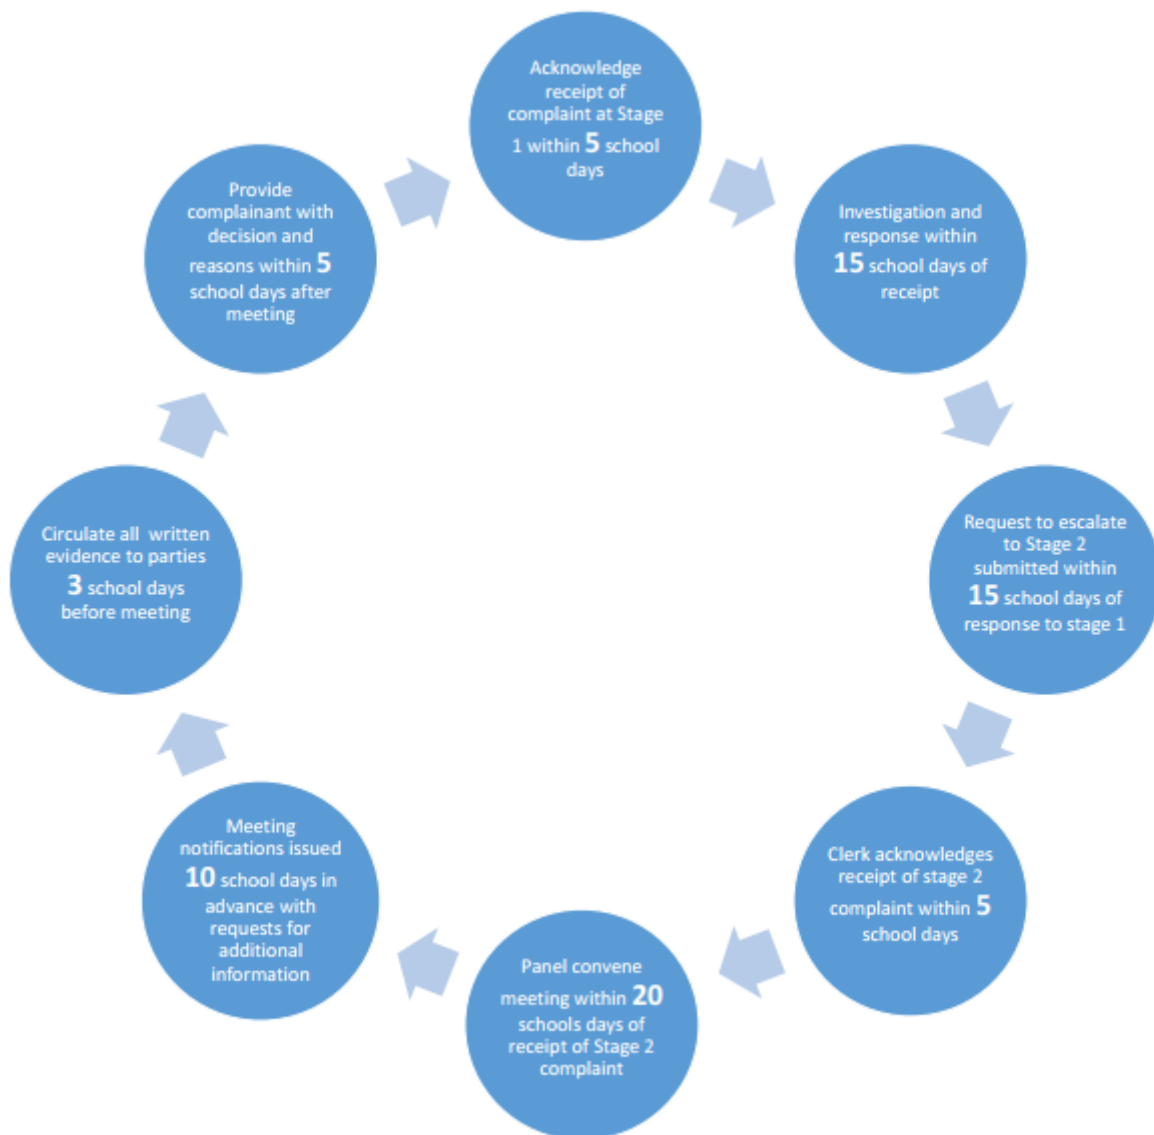 Acknowledge
receipt of
complaint at Stage
1 within 5 school
days
Investigation and
response within
15 school days of
receipt
Request to escalate
to Stage 2
submitted within
15 school days of
response to stage 1
Clerk acknowledges
receipt of stage 2
complaint within 5
school days
Panel convene
meeting within 20
schools days of
receipt of Stage 2
complaint
Meeting
notifications issued
10 school days in
advance with
requests for
additional
information
Circulate all written
evidence to parties
3 school days
before meeting
Provide
complainant with
decision and
reasons within 5
school days after
meeting